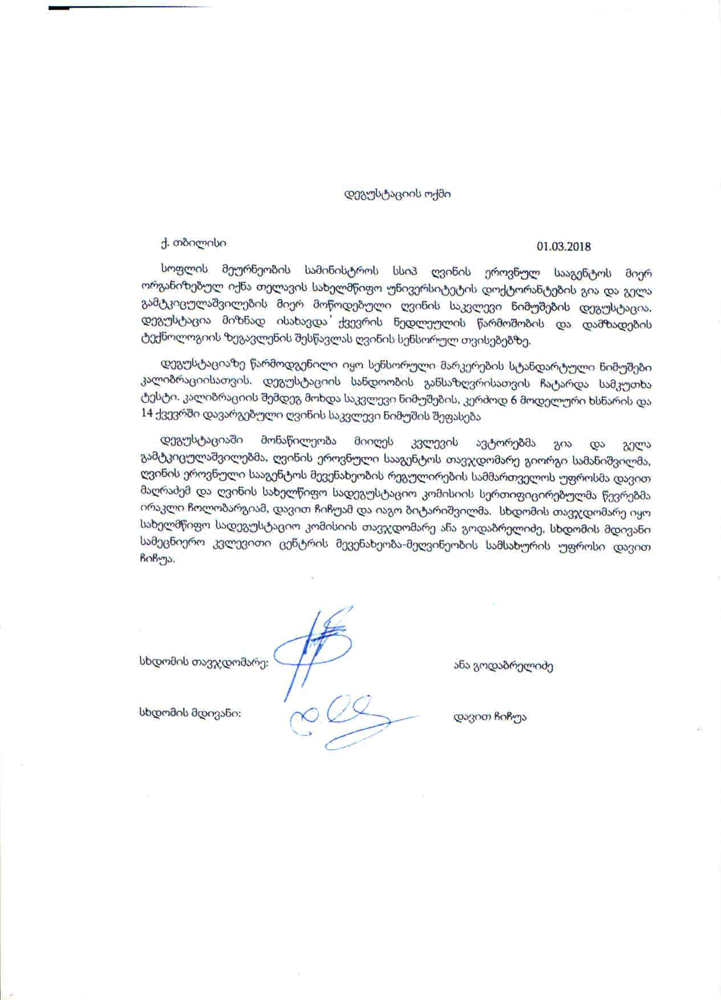 დეგუსტაციის ოქმი
ქ. თბილისი 01.03.2018
სოფლის მეურნეობის სამინისტროს სსიპ ღვინის ეროვნულ სააგენტოს მიერ
ორგანიზებულ იქნა თელავის სახელმწიფო უნივერსიტეტის დოქტორანტების გია და გელა
გამტკიცულაშვილების მიერ მოწოდებული ღვინის საკვლევი ნიმუშების დეგუსტაცია.
დეგუსტაცია მიზნად ისახავდა ქვევრის ნედლეულის წარმოშობის და დამზადების
ტექნოლოგიის ზეგავლენის შესწავლას ღვინის სენსორულ თვისებებზე.
დეგუსტაციაზე წარმოდგენილი იყო სენსორული მარკერების სტანდარტული ნიმუშები
კალიბრაციისათვის. დეგუსტაციის სანდოობის განსაზღვრისათვის ჩატარდა სამკუთხა
ტესტი. კალიბრაციის შემდეგ მოხდა საკვლევი ნიმუშების, კერძოდ 6 მოდელური ხსნარის და
14 ქვევრში დავარგებული ღვინის საკვლევი ნიმუშის შეფასება
დეგუსტაციაში მონაწილეობა მიიღეს კვლევის ავტორებმა გია და გელა
გამტკიცულაშვილებმა, ღვინის ეროვნული სააგენტოს თავჯდომარე გიორგი სამანიშვილმა,
ღვინის ეროვნული სააგენტოს მევენახეობის რეგულირების სამმართველოს უფროსმა დავით
მაღრაძემ და ღვინის სახელწიფო სადეგუსტაციო კომისიის სერთიფიცირებულმა წევრებმა
ირაკლი ჩოლობარგიამ, დავით ჩიჩუამ და იაგო ბიტარიშვილმა. სხდომის თავჯდომარე იყო
სახელმწიფო სადეგუსტაციო კომისიის თავჯდომარე ანა გოდაბრელიძე, სხდომის მდივანი
სამეცნიერო კვლევითი ცენტრის მევენახეობა-მეღვინეობის სამსახურის უფროსი დავით
ჩიჩუა.
სხდომის თავჯდომარე: ანა გოდაბრელიძე
სხდომის მდივანი: დავით ჩიჩუა